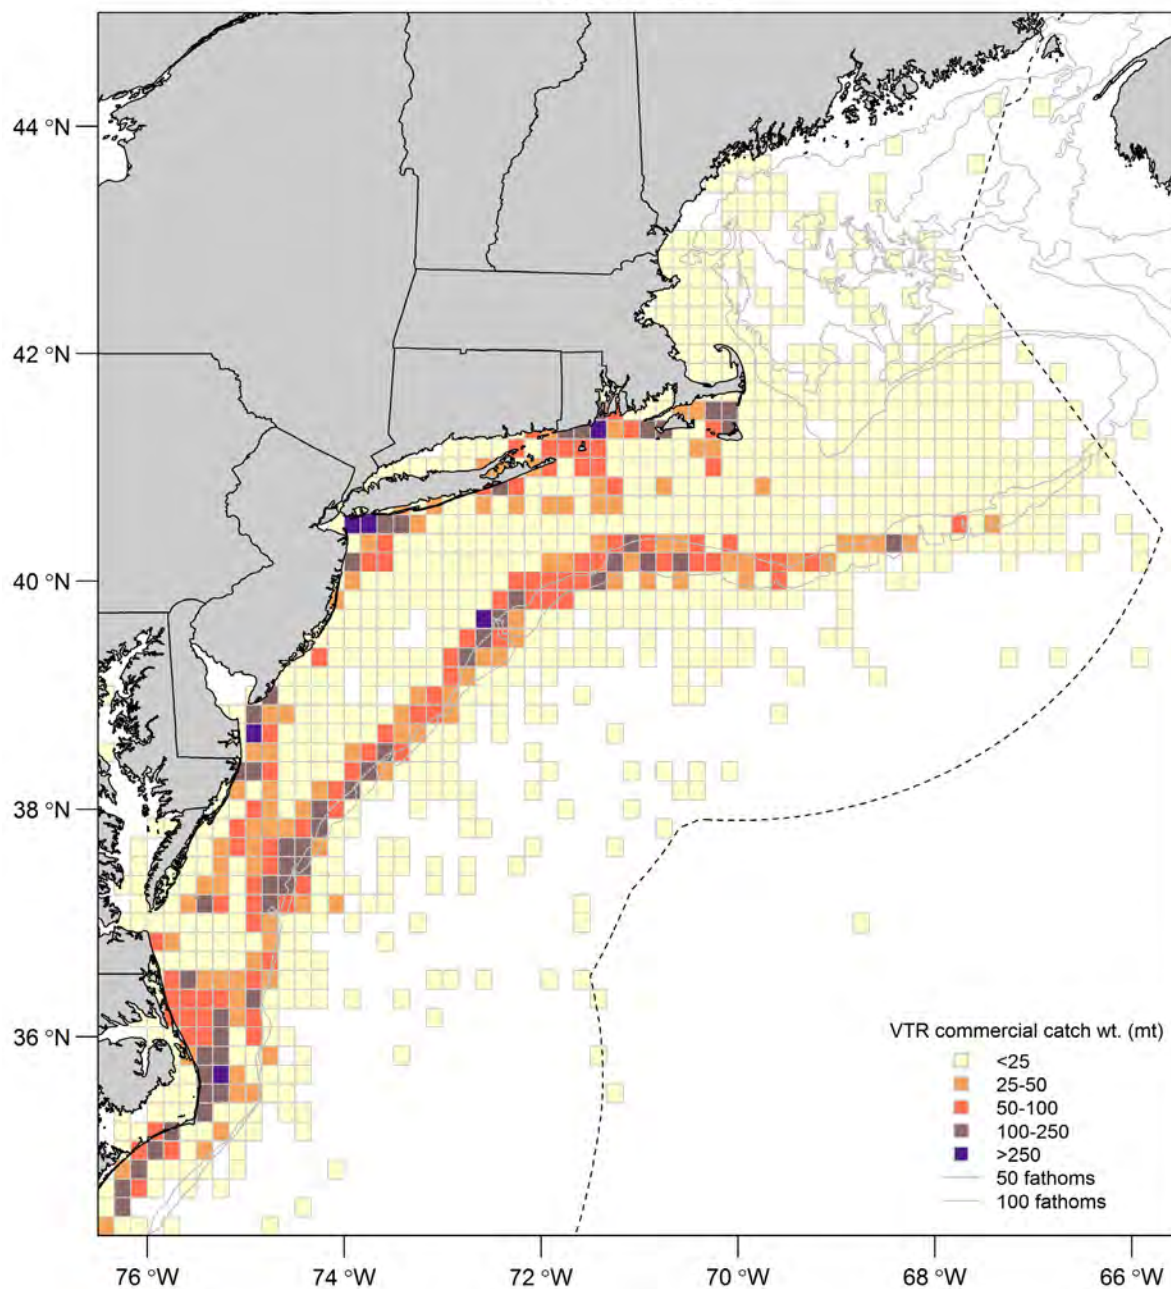 44 °N
42 °N
40 °N
38 °N
36 °N
VTR commercial catch wt. (mt)
<25
25-50
50-100
100-250
>250
50 fathoms
100 fathoms
76 °W 74 °W 72 °W 70 °W 68 °W 66 °W